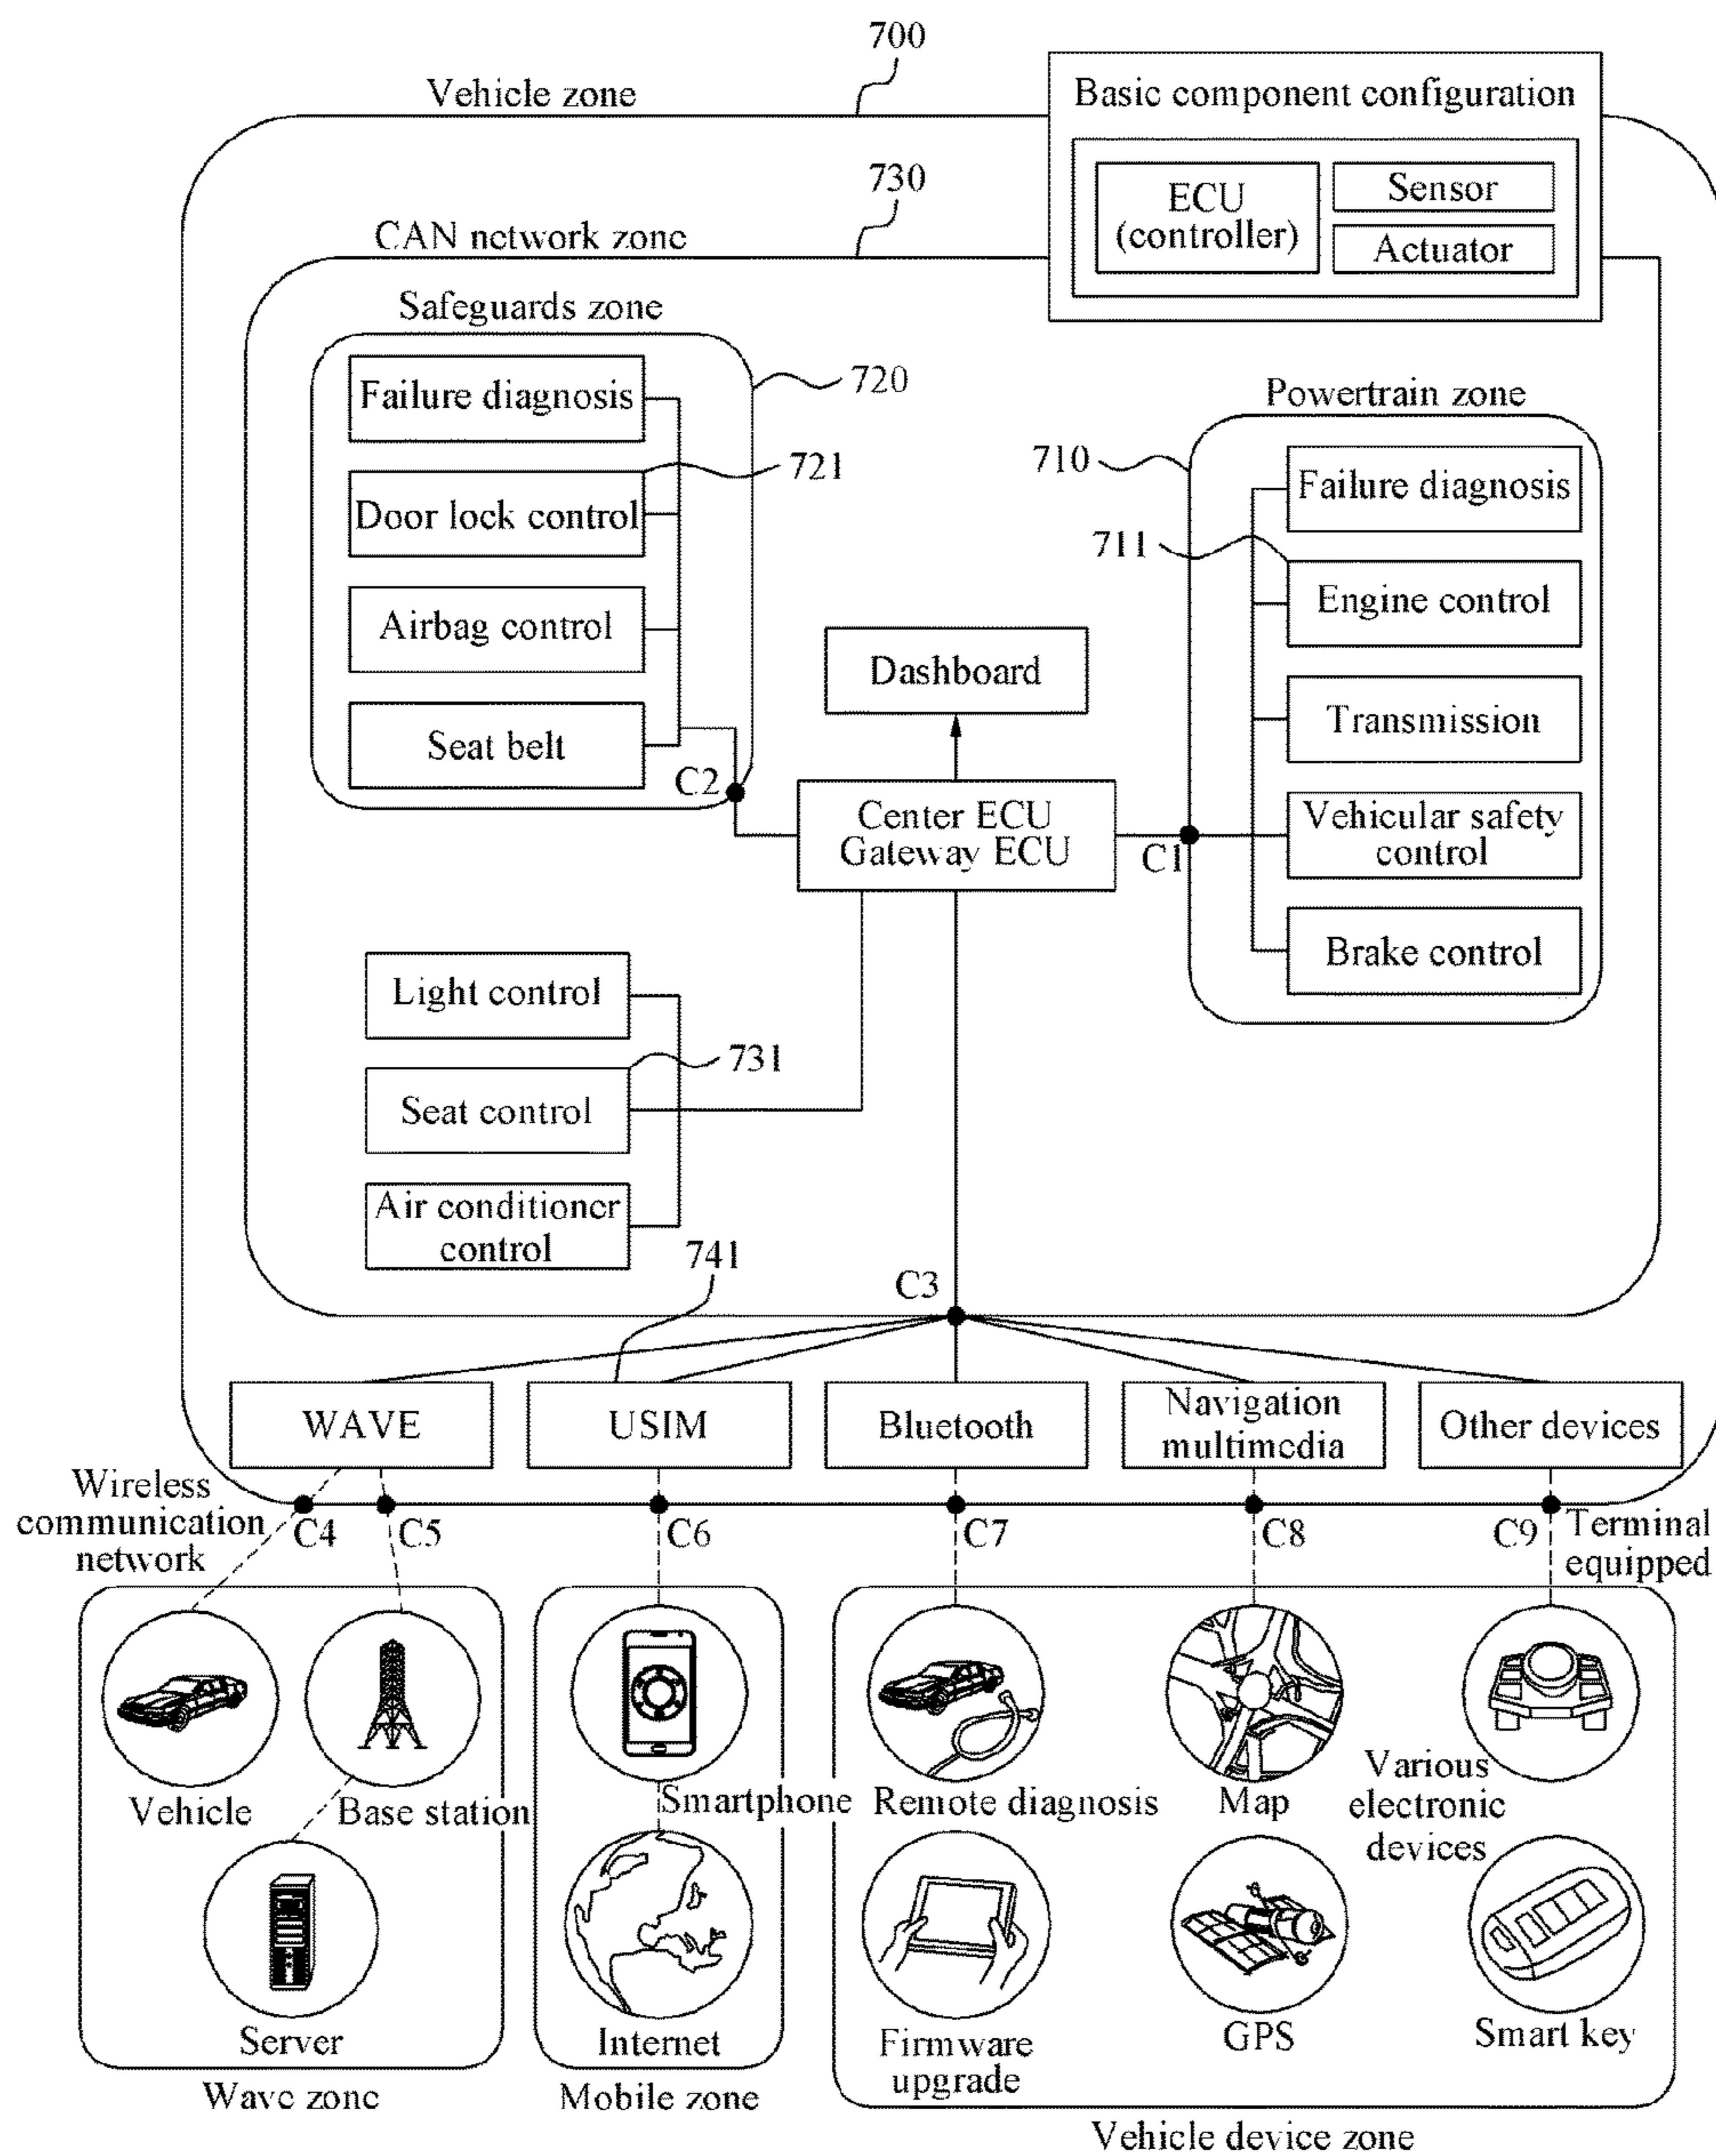 700
Vehicle zone
Basic component configuration
ECU
(controller)
Sensor
Actuator
730
CAN network zone
Safeguards zone
720
Failure diagnosis
721
Door lock control
Airbag control
Seat belt
C2
Powertrain zone
710
Failure diagnosis
711
Engine control
Transmission
Vehicular safety
control
Brake control
C1
Dashboard
Center ECU
Gateway ECU
Light control
731
Seat control
Air conditioner
control
741
C3
WAVE
USIM
Bluetooth
Navigation
multimedia
Other devices
Wireless
communication
network
C4
C5
C6
C7
C8
C9
Terminal
equipped
Vehicle
Base station
Server
Wave zone
Smartphone
Internet
Mobile zone
Remote diagnosis
Map
Various
electronic
devices
Firmware
upgrade
GPS
Smart key
Vehicle device zone